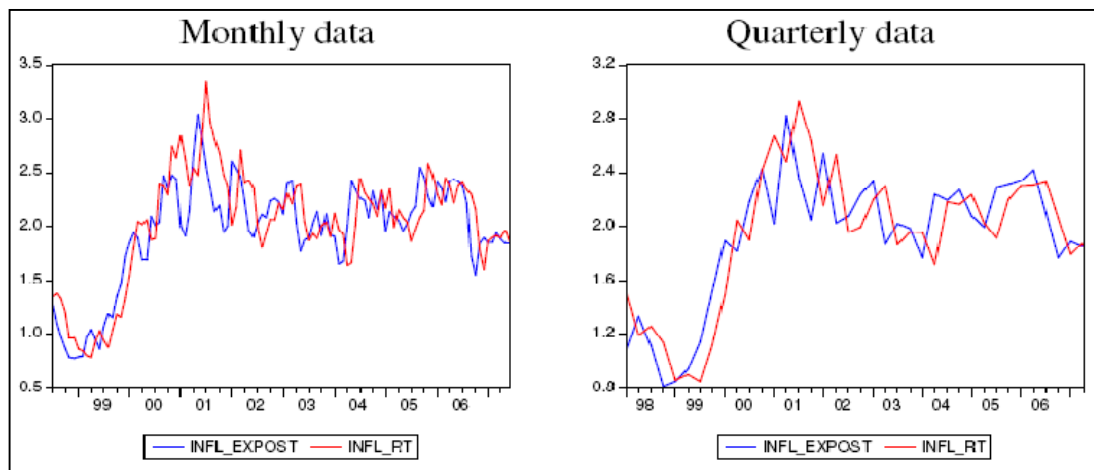 Monthly data
3.5
3.0
2.5
2.0
1.5
1.0
0.5
99 00 01 02 03 04 05 06
INFL_EXPOST INFL_RT
Quarterly data
3.2
2.8
2.4
2.0
1.6
1.2
0.8
98 99 00 01 02 03 04 05 06
INFL_EXPOST INFL_RT